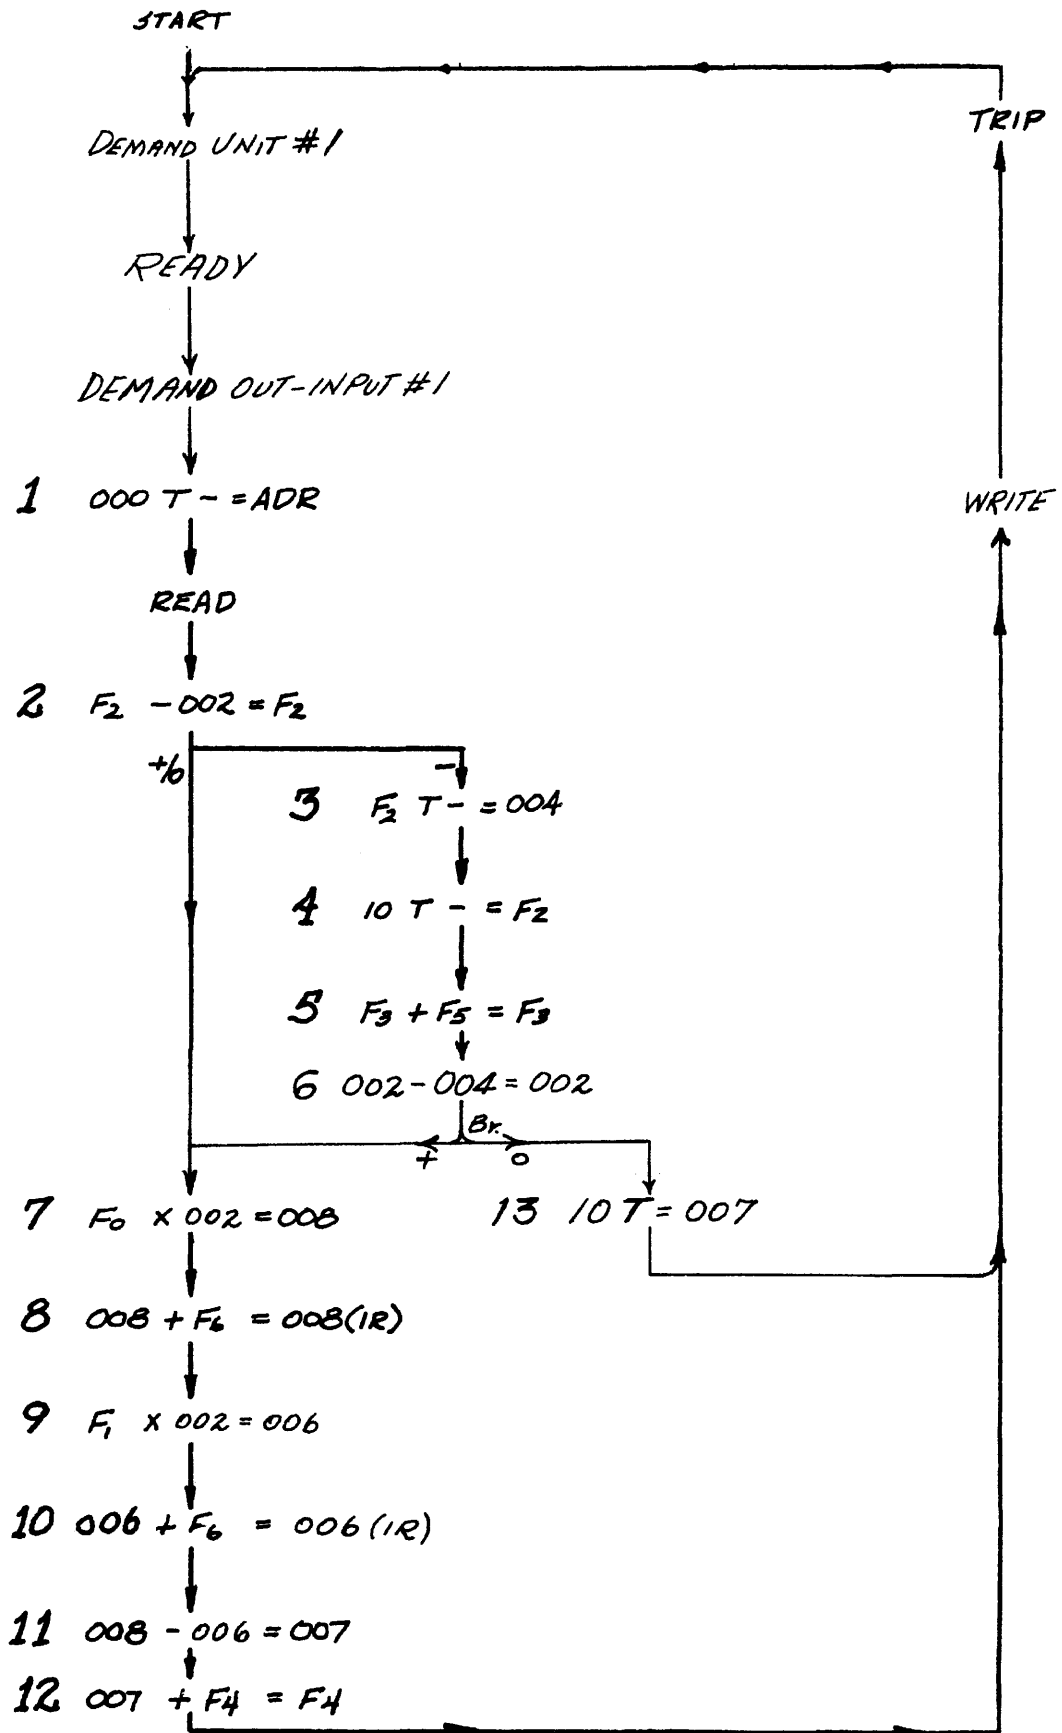 START
TRIP
DEMAND UNIT #1
READY
DEMAND OUT-INPUT #1
1 000 T - = ADR
WRITE
READ
2 F2 - 002 = F2
+/0
-
3 F2 T - = 004
4 10 T - = F2
5 F3 + F5 = F3
6 002 - 004 = 002
Br.
+ 0
7 F0 X 002 = 008
13 10 T = 007
8 008 + F6 = 008 (1R)
9 F1 X 002 = 006
10 006 + F6 = 006 (1R)
11 008 - 006 = 007
12 007 + F4 = F4